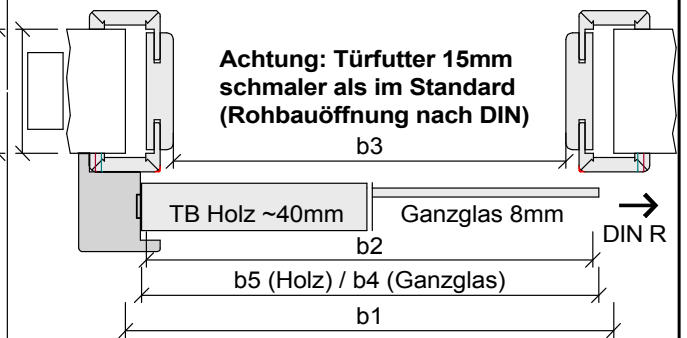 Achtung: Türfutter 15mm
schmaler als im Standard
(Rohbauöffnung nach DIN)
b3
TB Holz ~40mm
Ganzglas 8mm
DIN R
b2
b5 (Holz) / b4 (Ganzglas)
b1